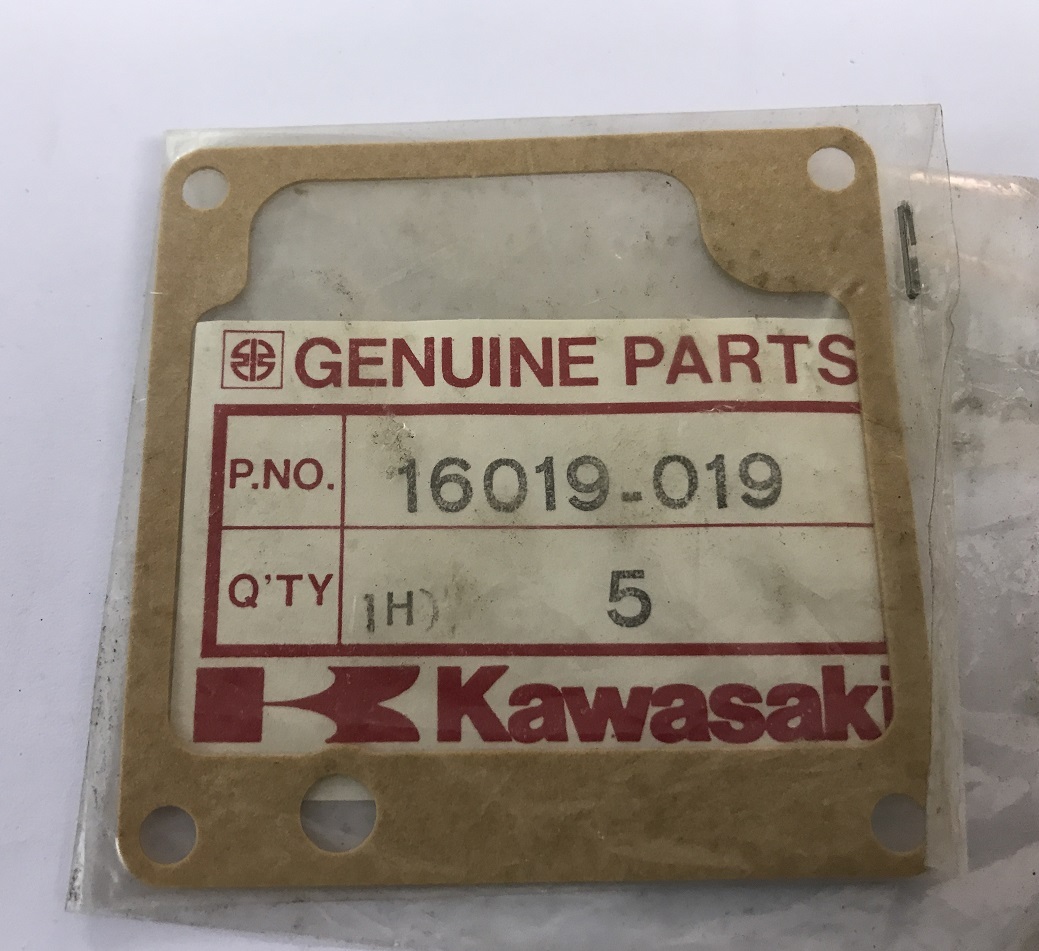 GENUINE PARTS
P.NO. 16019-019
Q'TY 1H) 5
Kawasaki